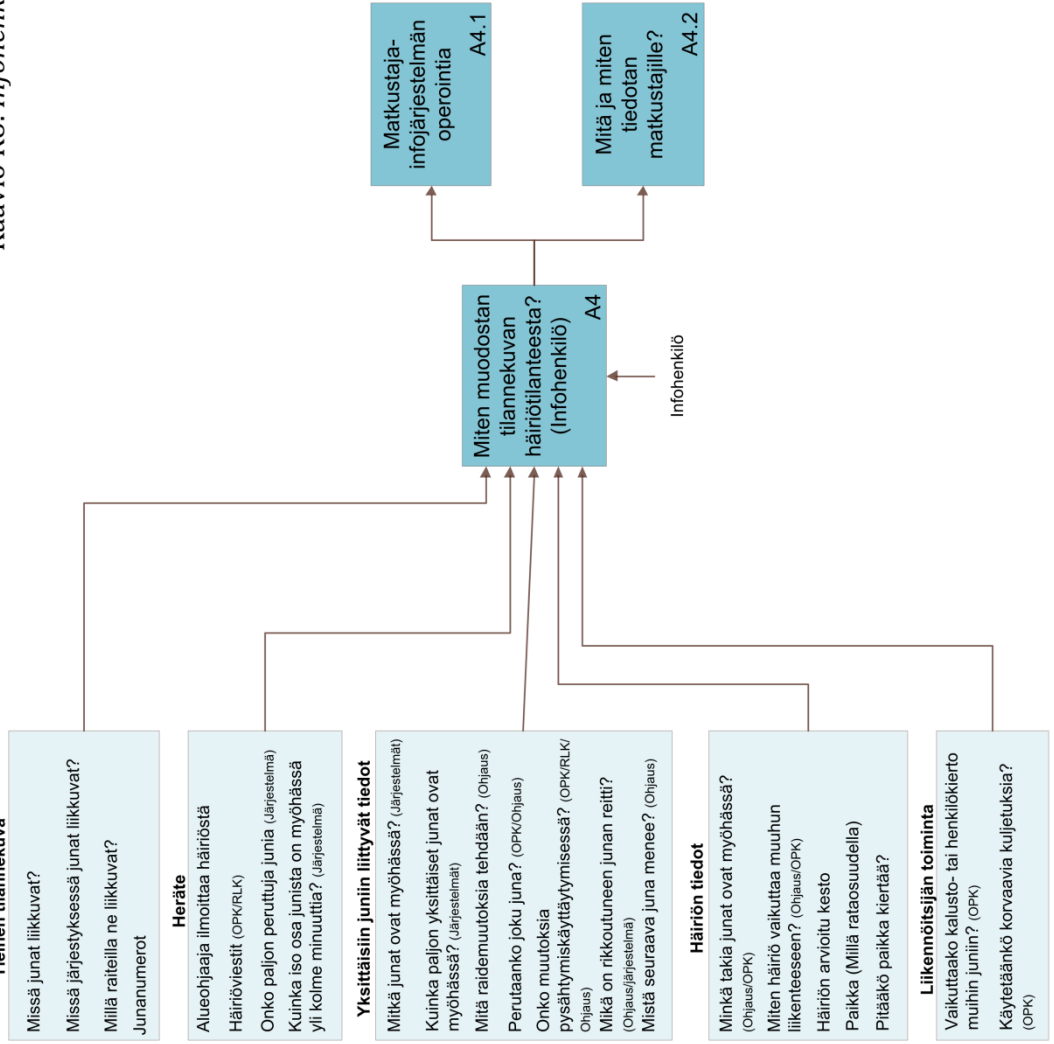 Missä junat liikkuvat?
Missä järjestyksessä junat liikkuvat?
Millä raiteilla ne liikkuvat?
Junanumerot
Heräte
Alueohjaaja ilmoittaa häiriöstä
Häiriöviestit (OPK/RLK)
Onko paljon peruttuja junia (Järjestelmä)
Kuinka iso osa junista on myöhässä
yli kolme minuuttia? (Järjestelmä)
Yksittäisiin juniin liittyvät tiedot
Mitkä junat ovat myöhässä? (Järjestelmät)
Kuinka paljon yksittäiset junat ovat
myöhässä? (Järjestelmät)
Mitä raidemuutoksia tehdään? (Ohjaus)
Perutaanko joku juna? (OPK/Ohjaus)
Onko muutoksia
pysähtymiskäyttäytymisessä? (OPK/RLK/
Ohjaus)
Mikä on rikkoutuneen junan reitti?
(Ohjaus/järjestelmä)
Mistä seuraava juna menee? (Ohjaus)
Häiriön tiedot
Minkä takia junat ovat myöhässä?
(Ohjaus/OPK)
Miten häiriö vaikuttaa muuhun
liikenteeseen? (Ohjaus/OPK)
Häiriön arvioitu kesto
Paikka (Millä rataosuudella)
Pitääkö paikka kiertää?
Liikennöitsijän toiminta
Vaikuttaako kalusto- tai henkilökierto
muihin juniin? (OPK)
Käytetäänkö korvaavia kuljetuksia?
(OPK)
Miten muodostan
tilannekuvan
häiriötilanteesta?
(Infohenkilö)
A4
Infohenkilö
Matkustaja-
infojärjestelmän
operointia
A4.1
Mitä ja miten
tiedotan
matkustajille?
A4.2